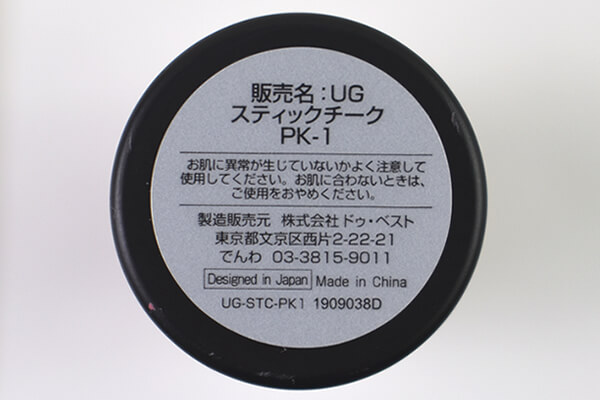 販売名：UG
スティックチーク
PK-1
お肌に異常が生じていないかよく注意して
使用してください。お肌に合わないときは、
ご使用をおやめください。
製造販売元 株式会社ドゥ・ベスト
東京都文京区西片2-22-21
でんわ 03-3815-9011
Designed in Japan Made in China
UG-STC-PK1 1909038D